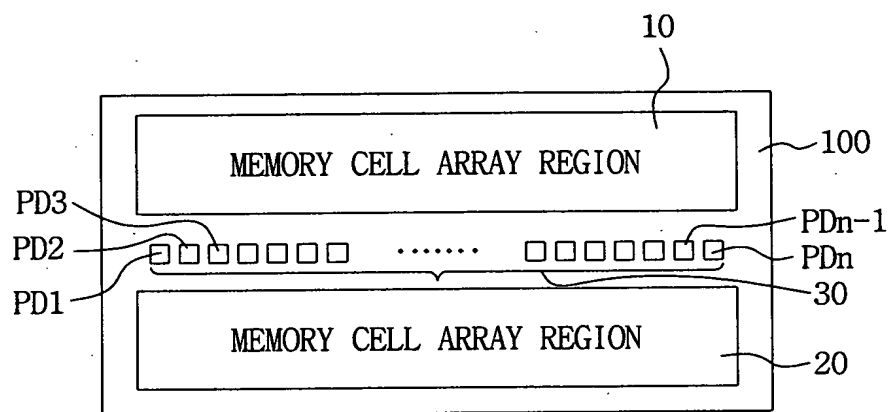 10
MEMORY CELL ARRAY REGION
100
PD3
PD2
PD1
.......
PDn-1
PDn
30
MEMORY CELL ARRAY REGION
20